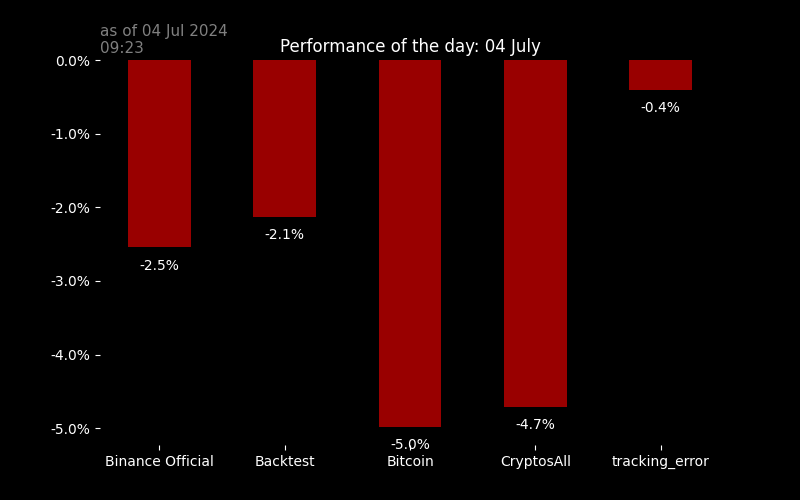 as of 04 Jul 2024
09:23
Performance of the day: 04 July
0.0%
-1.0%
-2.0%
-3.0%
-4.0%
-5.0%
-2.5%
-2.1%
-5.0%
-4.7%
-0.4%
Binance Official
Backtest
Bitcoin
CryptosAll
tracking_error